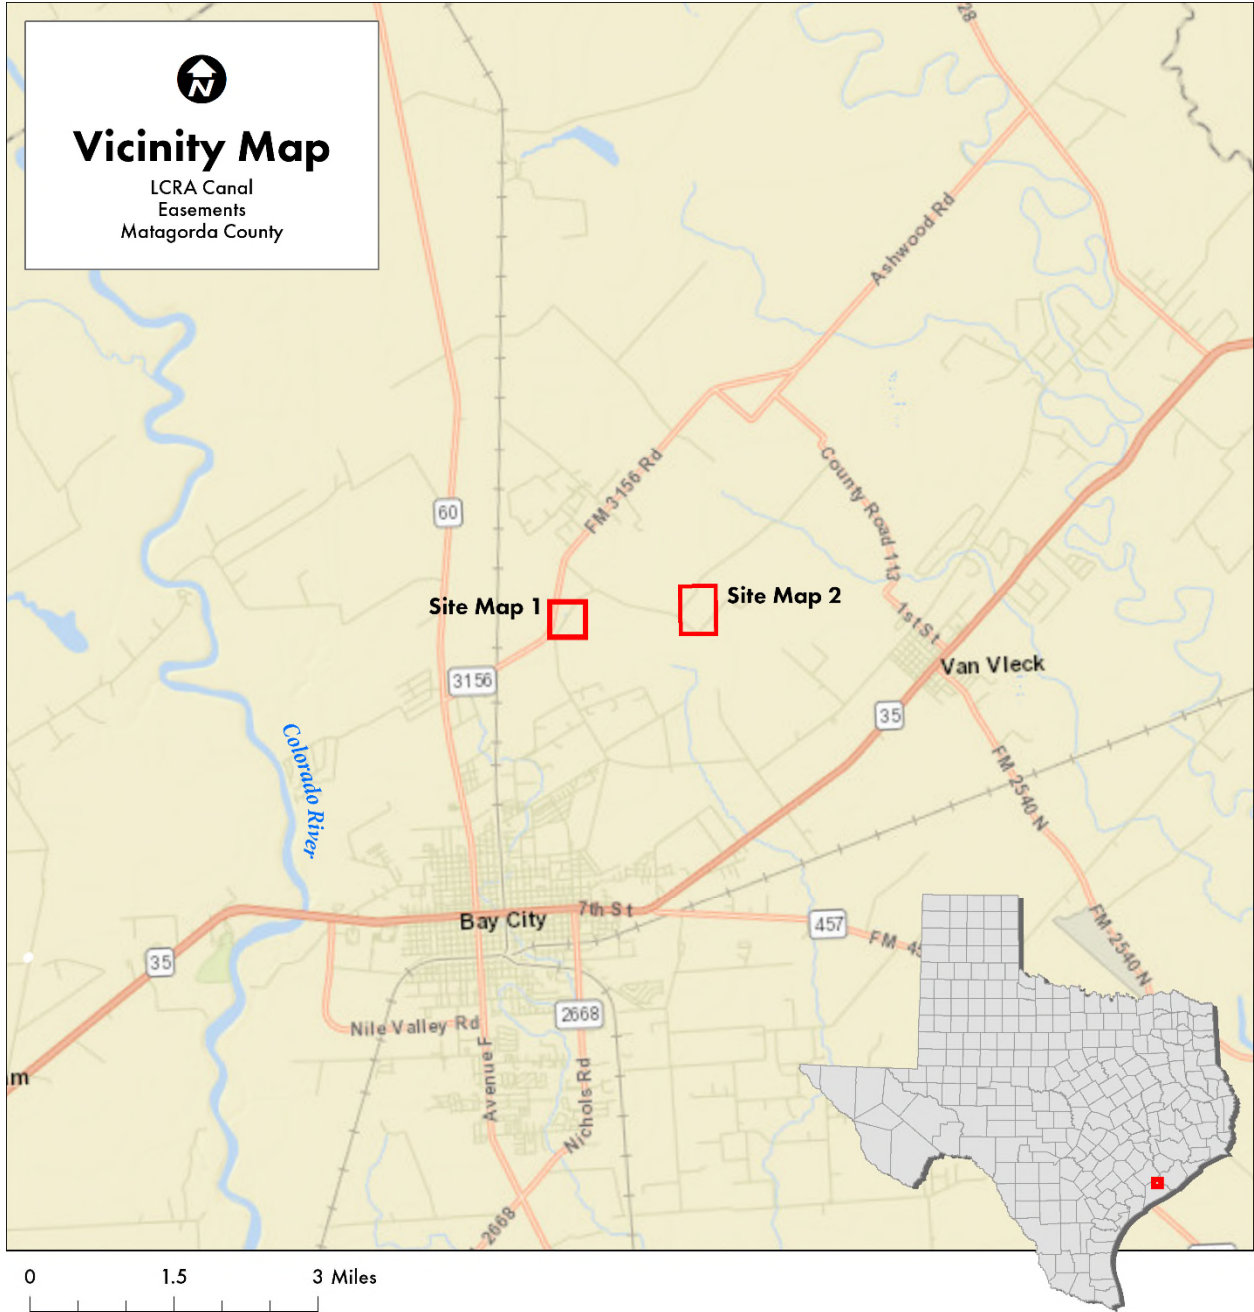 N
Vicinity Map
LCRA Canal
Easements
Matagorda County
28
Ashwood Rd
FM 3156 Rd
County Road 113
60
Site Map 1
Site Map 2
1st St
Van Vleck
3156
35
Colorado River
FM 2540 N
Bay City
7th St
457
FM 45
FM 2540 N
35
2668
Nile Valley Rd
Avenue F
Nichols Rd
m
2668
0 1.5 3 Miles